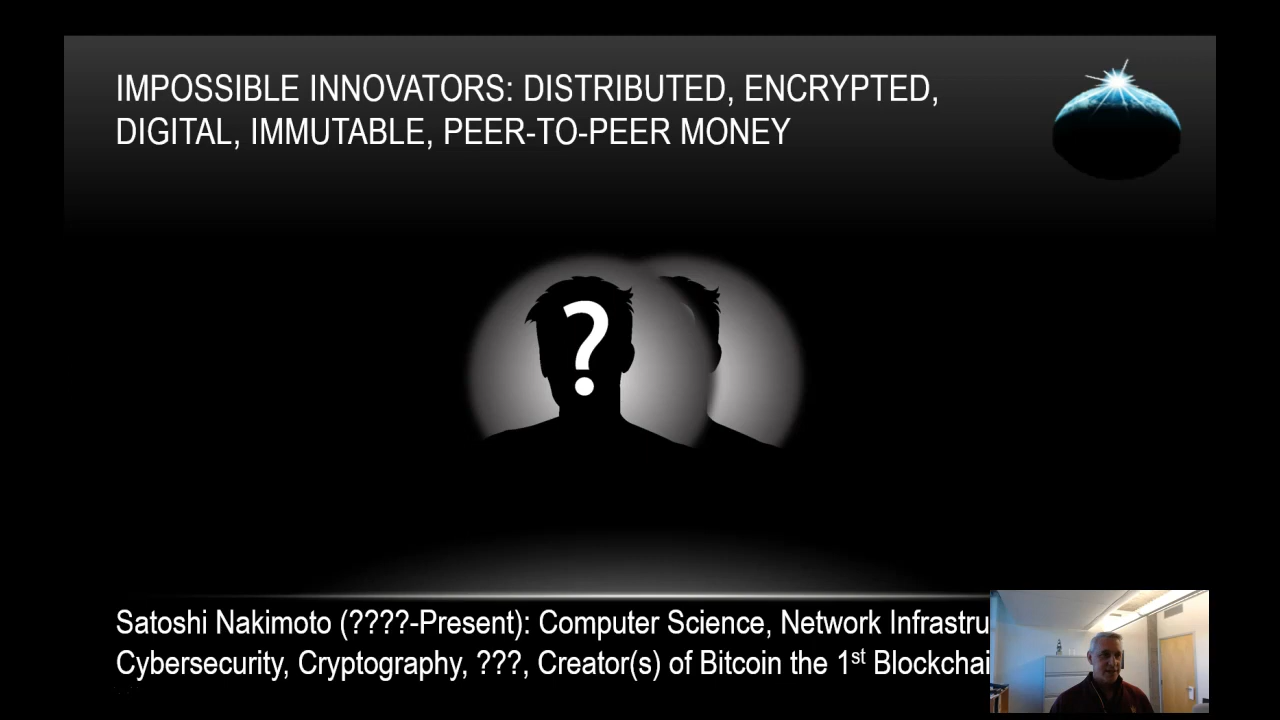 IMPOSSIBLE INNOVATORS: DISTRIBUTED, ENCRYPTED,
DIGITAL, IMMUTABLE, PEER-TO-PEER MONEY
?
Satoshi Nakimoto (????-Present): Computer Science, Network Infrastru
Cybersecurity, Cryptography, ???, Creator(s) of Bitcoin the 1st Blockchai